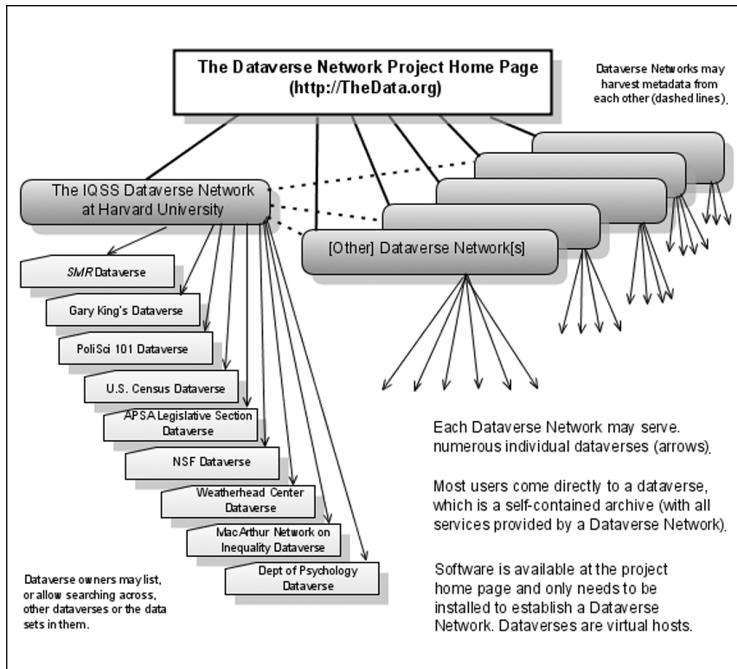 The Dataverse Network Project Home Page
(http://TheData.org)
Dataverse Networks may
harvest metadata from
each other (dashed lines).
The IQSS Dataverse Network
at Harvard University
[Other] Dataverse Network[s]
SMR Dataverse
Gary King's Dataverse
PoliSci 101 Dataverse
U.S. Census Dataverse
APSA Legislative Section
Dataverse
NSF Dataverse
Weatherhead Center
Dataverse
MacArthur Network on
Inequality Dataverse
Dept of Psychology
Dataverse
Each Dataverse Network may serve.
numerous individual dataverses (arrows).
Most users come directly to a dataverse,
which is a self-contained archive (with all
services provided by a Dataverse Network).
Software is available at the project
home page and only needs to be
installed to establish a Dataverse
Network. Dataverses are virtual hosts.
Dataverse owners may list,
or allow searching across,
other dataverses or the data
sets in them.